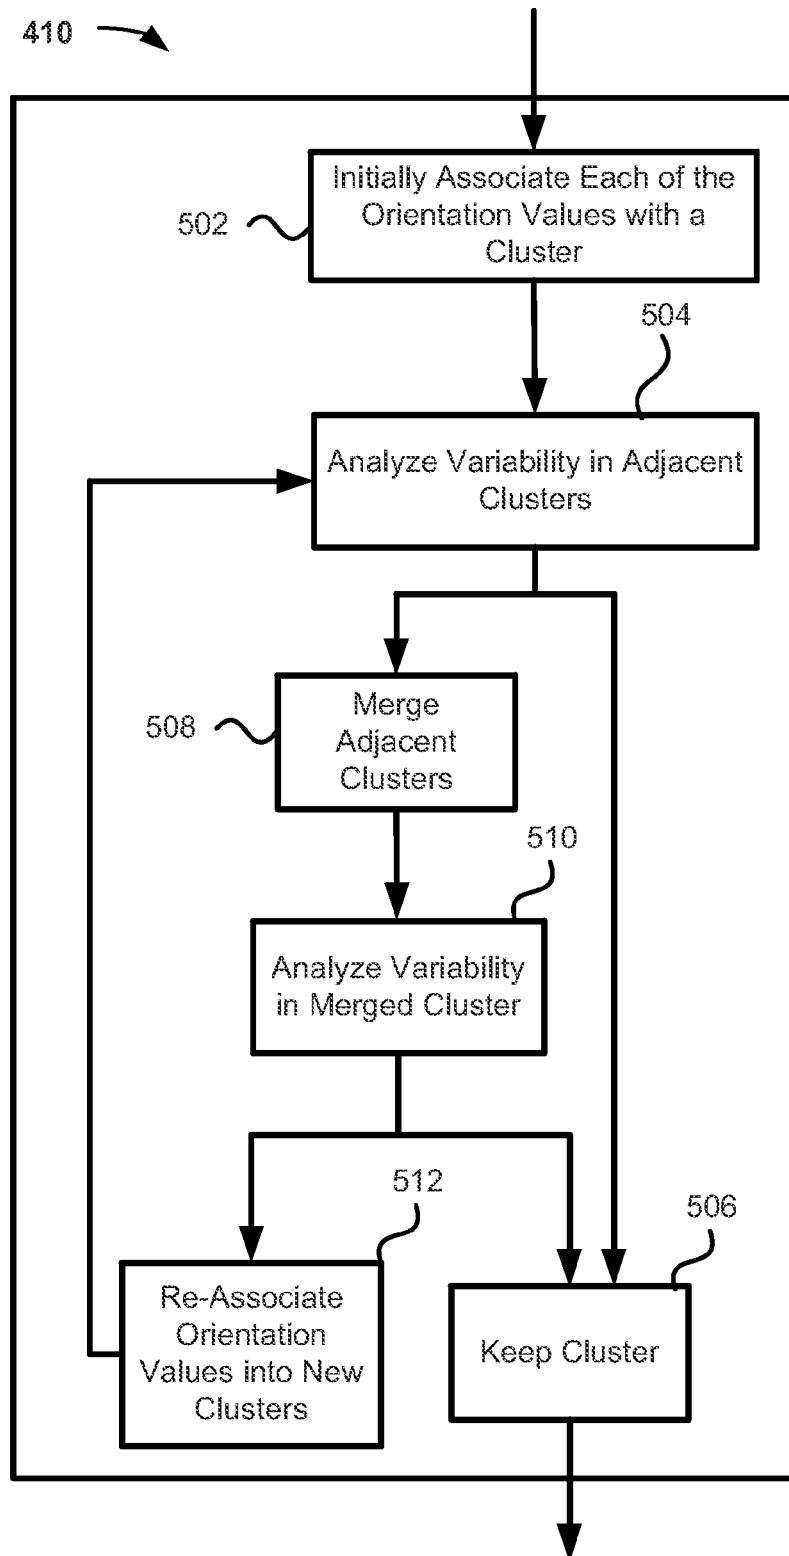 410
Initially Associate Each of the
Orientation Values with a
Cluster
502
504
Analyze Variability in Adjacent
Clusters
Merge
Adjacent
Clusters
508
510
Analyze Variability
in Merged Cluster
512
506
Re-Associate
Orientation
Values into New
Clusters
Keep Cluster